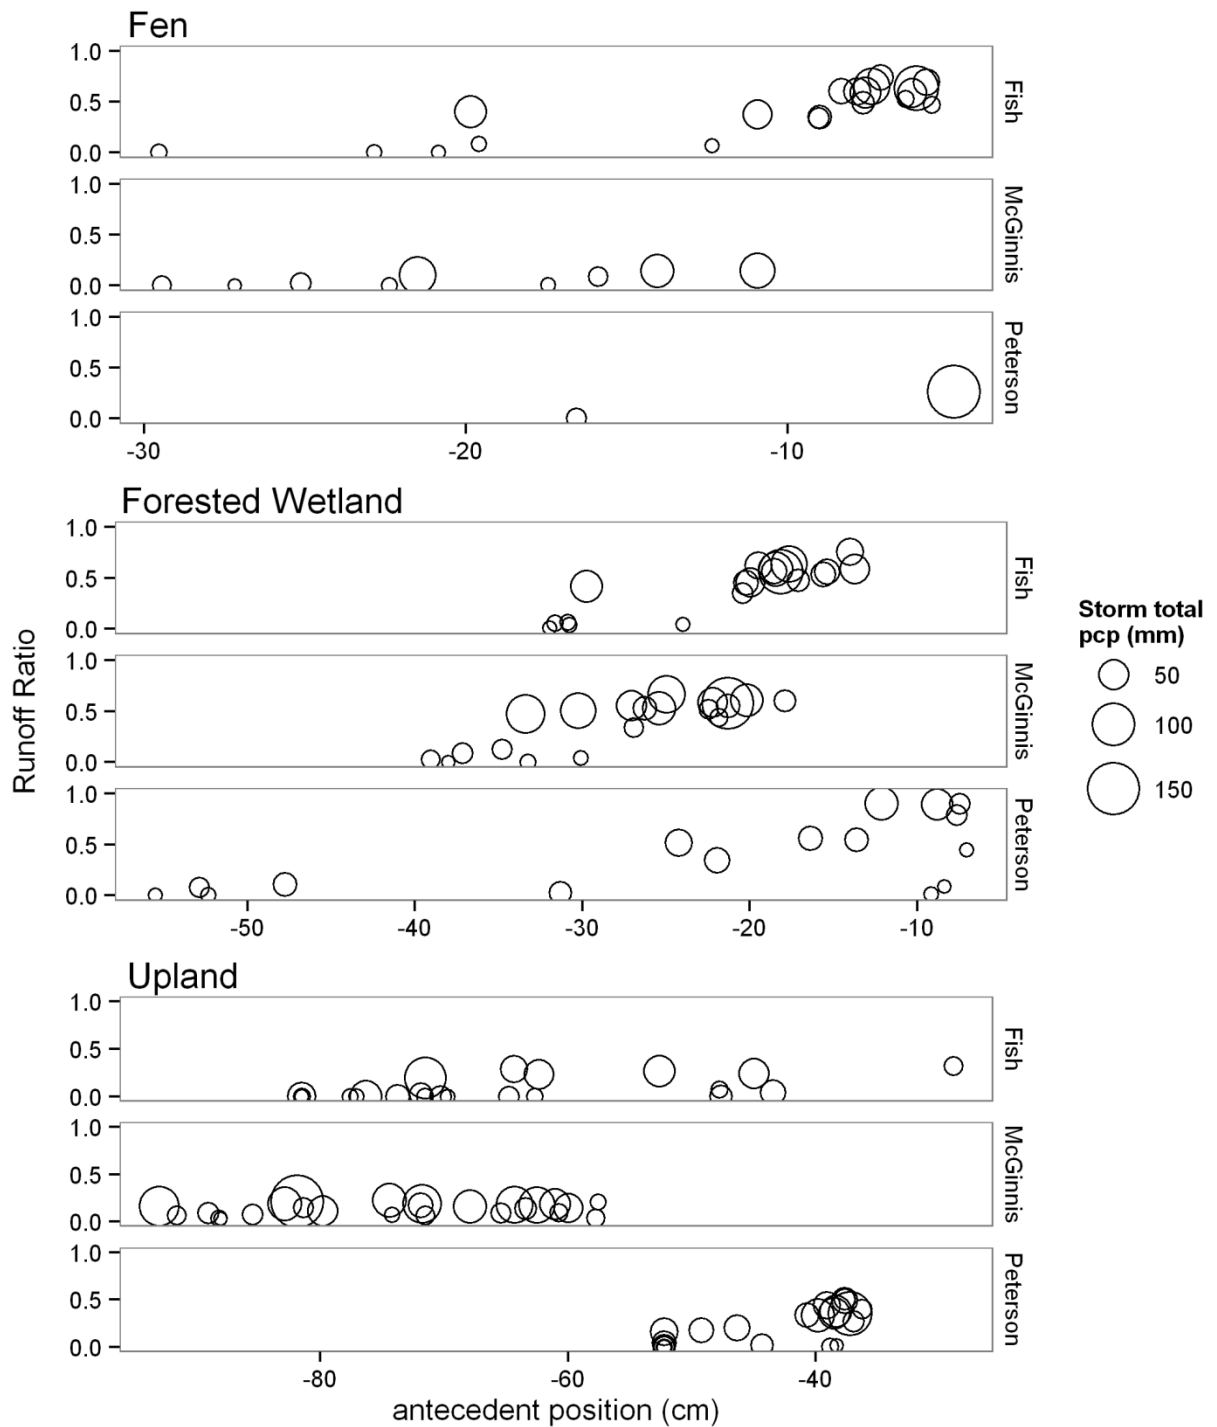 Fen
1.0
0.5
0.0
Fish
1.0
0.5
0.0
McGinnis
1.0
0.5
0.0
Peterson
-30 -20 -10
Forested Wetland
1.0
0.5
0.0
Fish
1.0
0.5
0.0
McGinnis
1.0
0.5
0.0
Peterson
-50 -40 -30 -20 -10
Runoff Ratio
Storm total
pcp (mm)
50
100
150
Upland
1.0
0.5
0.0
Fish
1.0
0.5
0.0
McGinnis
1.0
0.5
0.0
Peterson
-80 -60 -40
antecedent position (cm)